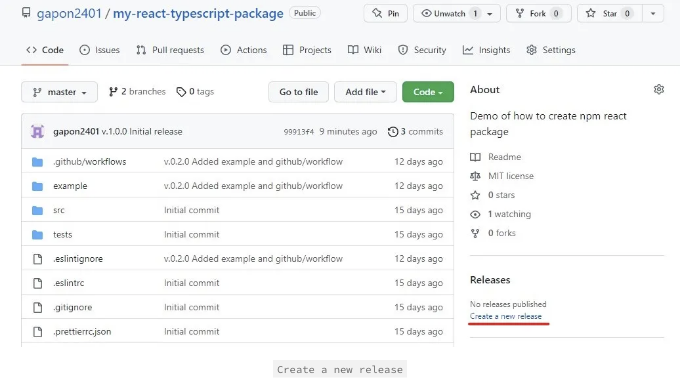 gapon2401 / my-react-typescript-package Public
Pin Unwatch 1 Fork 0 Star 0
Code Issues Pull requests Actions Projects Wiki Security Insights Settings
master 2 branches 0 tags Go to file Add file Code
gapon2401 v.1.0.0 Initial release 99913f4 9 minutes ago 3 commits
.github/workflows v.0.2.0 Added example and github/workflow 12 days ago
example v.0.2.0 Added example and github/workflow 12 days ago
src Initial commit 15 days ago
tests Initial commit 15 days ago
.eslintignore v.0.2.0 Added example and github/workflow 12 days ago
.eslintrc Initial commit 15 days ago
.gitignore Initial commit 15 days ago
.prettierrc.json Initial commit 15 days ago
About
Demo of how to create npm react
package
Readme
MIT license
0 stars
1 watching
0 forks
Releases
No releases published
Create a new release
Create a new release